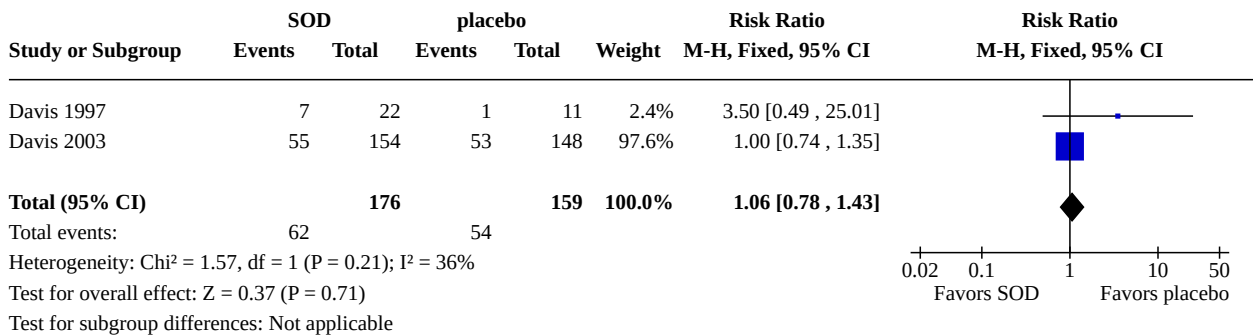 SOD placebo Risk Ratio Risk Ratio
Study or Subgroup Events Total Events Total Weight M-H, Fixed, 95% CI M-H, Fixed, 95% CI
Davis 1997 7 22 1 11 2.4% 3.50 [0.49 , 25.01]
Davis 2003 55 154 53 148 97.6% 1.00 [0.74 , 1.35]
Total (95% CI) 176 159 100.0% 1.06 [0.78 , 1.43]
Total events: 62 54
Heterogeneity: Chi² = 1.57, df = 1 (P = 0.21); I² = 36%
0.02 0.1 1 10 50
Test for overall effect: Z = 0.37 (P = 0.71)
Favors SOD Favors placebo
Test for subgroup differences: Not applicable